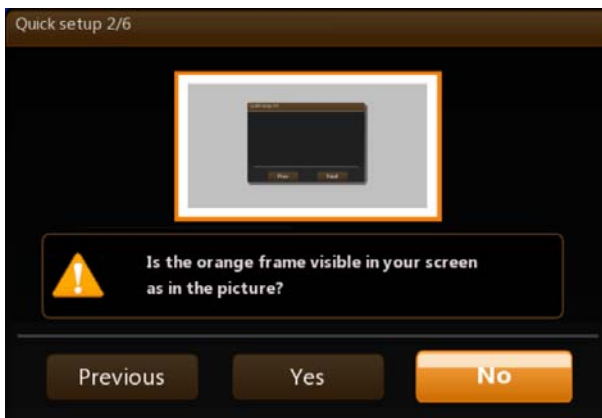 Quick setup 2/6
Is the orange frame visible in your screen
as in the picture?
Previous
Yes
No